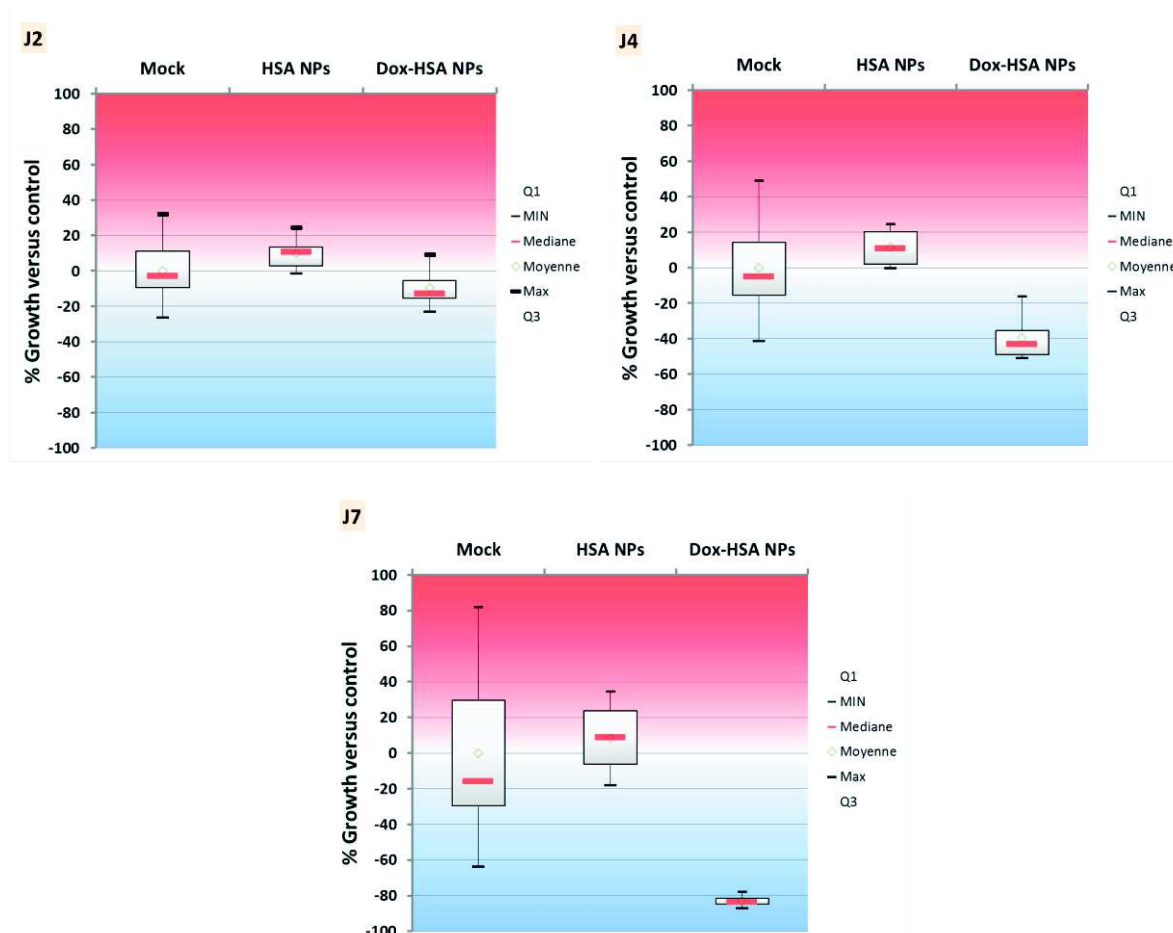 J2
Mock HSA NPs Dox-HSA NPs
% Growth versus control
100
80
60
40
20
0
-20
-40
-60
-80
-100
Q1
MIN
Mediane
Moyenne
Max
Q3
J4
Mock HSA NPs Dox-HSA NPs
% Growth versus control
100
80
60
40
20
0
-20
-40
-60
-80
-100
Q1
MIN
Mediane
Moyenne
Max
Q3
J7
Mock HSA NPs Dox-HSA NPs
% Growth versus control
100
80
60
40
20
0
-20
-40
-60
-80
-100
Q1
MIN
Mediane
Moyenne
Max
Q3